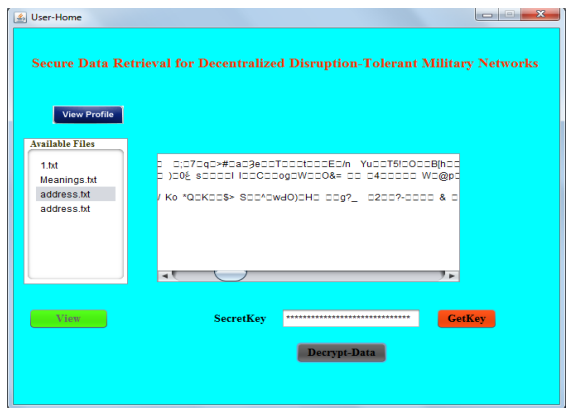 User-Home
Secure Data Retrieval for Decentralized Disruption-Tolerant Military Networks
View Profile
Available Files
1.txt
Meanings.txt
address.txt
address.txt
View
SecretKey
******************************
GetKey
Decrypt-Data